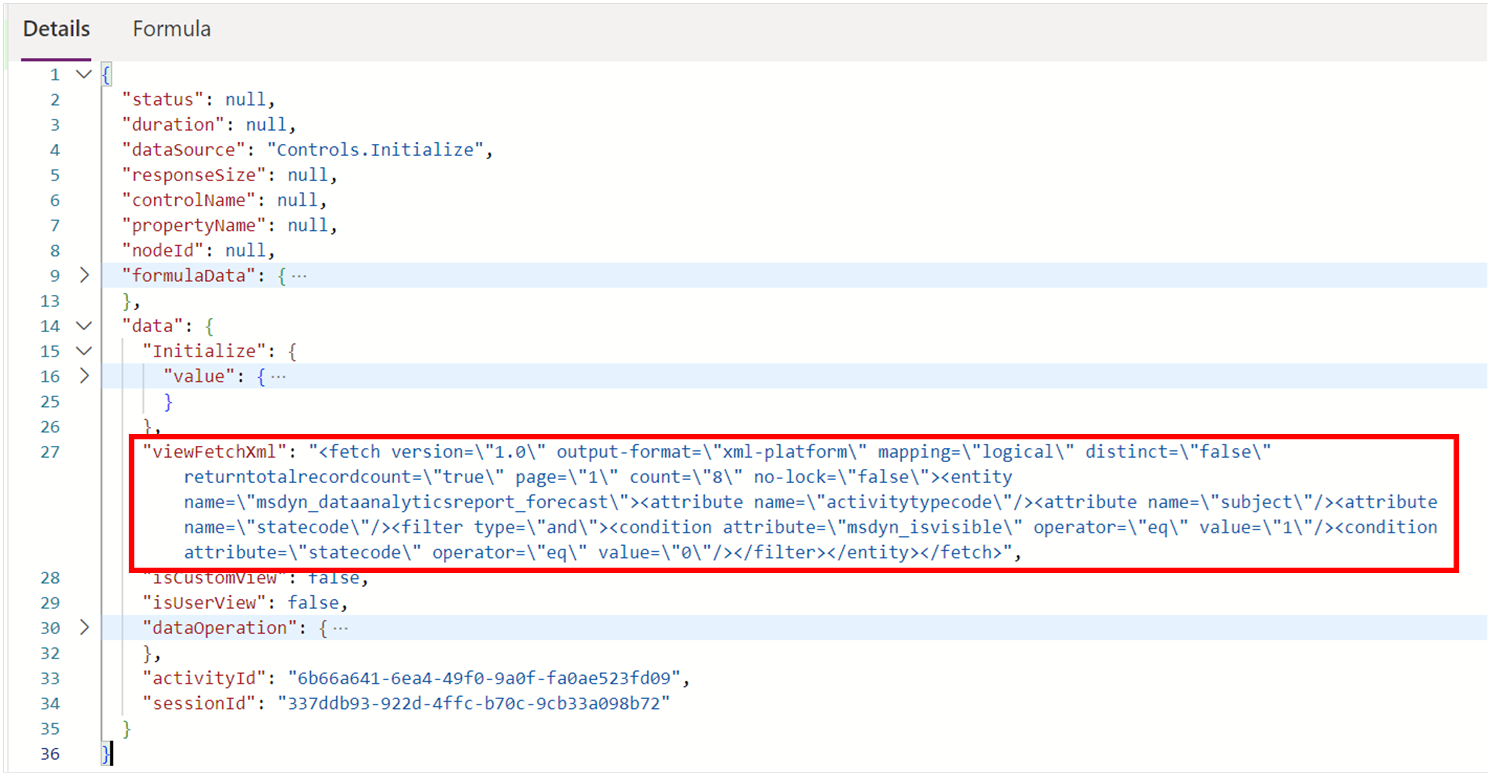 Details Formula
1 {
2 "status": null,
3 "duration": null,
4 "dataSource": "Controls.Initialize",
5 "responseSize": null,
6 "controlName": null,
7 "propertyName": null,
8 "nodeId": null,
9 "formulaData": { ···
13 },
14 "data": {
15 "Initialize": {
16 "value": { ···
25 }
26 },
27 "viewFetchXml": "<fetch version=\"1.0\" output-format=\"xml-platform\" mapping=\"logical\" distinct=\"false\"
returntotalrecordcount=\"true\" page=\"1\" count=\"8\" no-lock=\"false\"><entity
name=\"msdyn_dataanalyticsreport_forecast\"><attribute name=\"activitytypecode\"/><attribute name=\"subject\"/><attribute
name=\"statecode\"/><filter type=\"and\"><condition attribute=\"msdyn_isvisible\" operator=\"eq\" value=\"1\"/><condition
attribute=\"statecode\" operator=\"eq\" value=\"0\"/></filter></entity></fetch>",
28 "isCustomView": false,
29 "isUserView": false,
30 "dataOperation": { ···
32 },
33 "activityId": "6b66a641-6ea4-49f0-9a0f-fa0ae523fd09",
34 "sessionId": "337ddb93-922d-4ffc-b70c-9cb33a098b72"
35 }
36 }